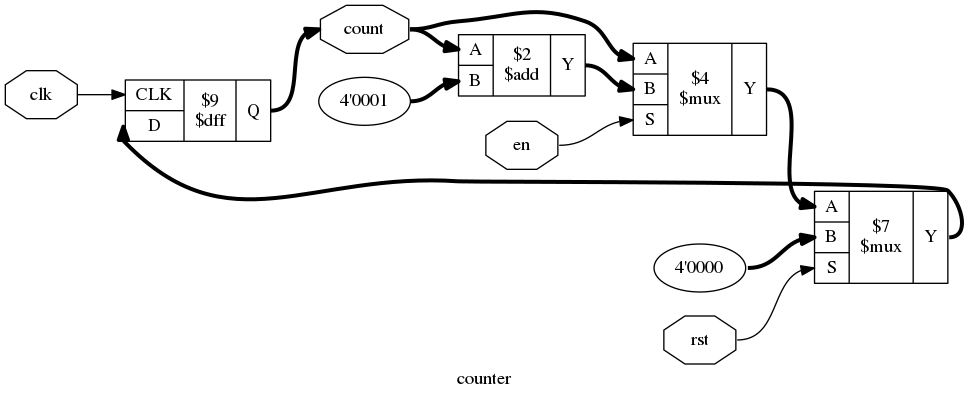 count
clk
CLK
D
$9
$dff
Q
4'0001
A
B
$2
$add
Y
en
A
B
S
$4
$mux
Y
4'0000
rst
A
B
S
$7
$mux
Y
counter